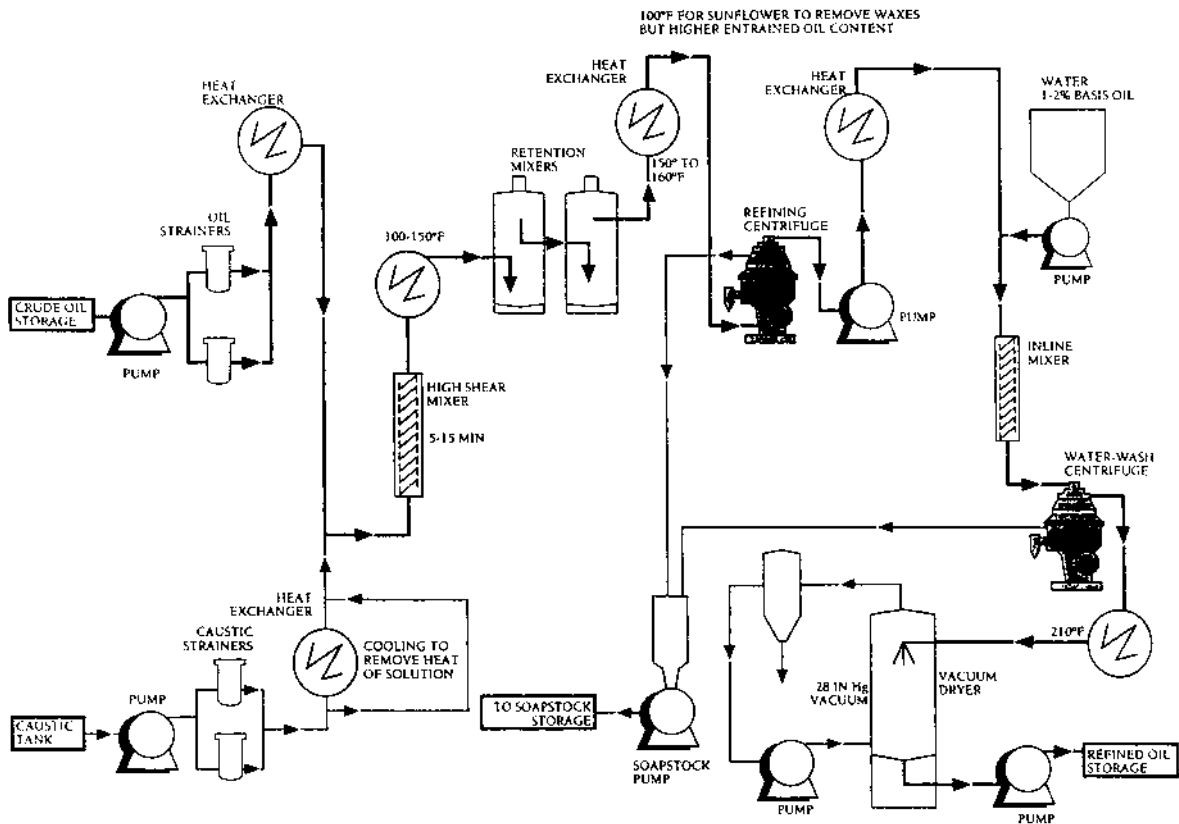 100°F FOR SUNFLOWER TO REMOVE WAXES
BUT HIGHER ENTRAINED OIL CONTENT
HEAT
EXCHANGER
HEAT
EXCHANGER
HEAT
EXCHANGER
WATER
1-2% BASIS OIL
RETENTION
MIXERS
150° TO
160°F
OIL
STRAINERS
100-150°F
REFINING
CENTRIFUGE
PUMP
CRUDE OIL
STORAGE
PUMP
PUMP
INLINE
MIXER
HIGH SHEAR
MIXER
5-15 MIN
WATER-WASH
CENTRIFUGE
HEAT
EXCHANGER
CAUSTIC
STRAINERS
COOLING TO
REMOVE HEAT
OF SOLUTION
210°F
PUMP
28 IN Hg
VACUUM
VACUUM
DRYER
CAUSTIC
TANK
TO SOAPSTOCK
STORAGE
SOAPSTOCK
PUMP
PUMP
REFINED OIL
STORAGE
PUMP